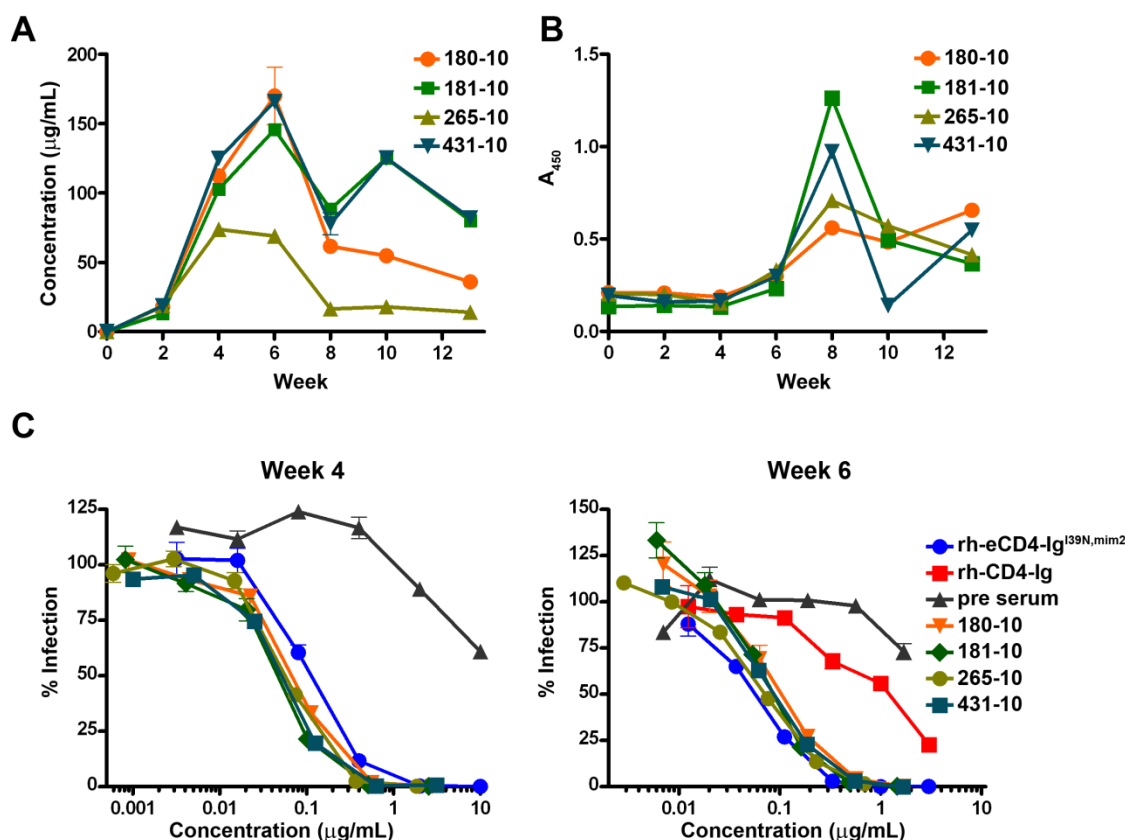 A
200
150
100
50
0
Concentration (µg/mL)
0 2 4 6 8 10 12
Week
180-10
181-10
265-10
431-10
B
1.5
1.0
0.5
0.0
A450
0 2 4 6 8 10 12
Week
180-10
181-10
265-10
431-10
C
Week 4
125
100
75
50
25
0
% Infection
0.001 0.01 0.1 1 10
Concentration (µg/mL)
Week 6
150
125
100
75
50
25
0
% Infection
0.01 0.1 1 10
Concentration (µg/mL)
rh-eCD4-Ig^I39N,mim2
rh-CD4-Ig
pre serum
180-10
181-10
265-10
431-10